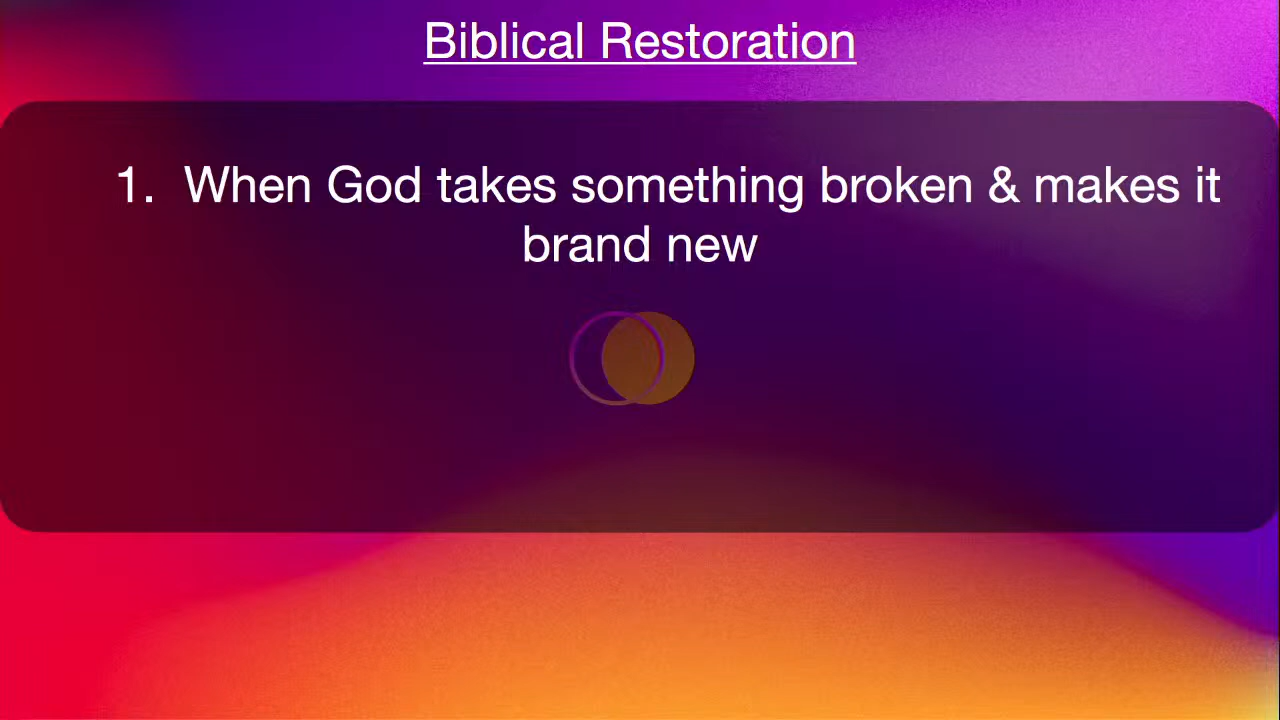 Biblical Restoration
1. When God takes something broken & makes it
brand new